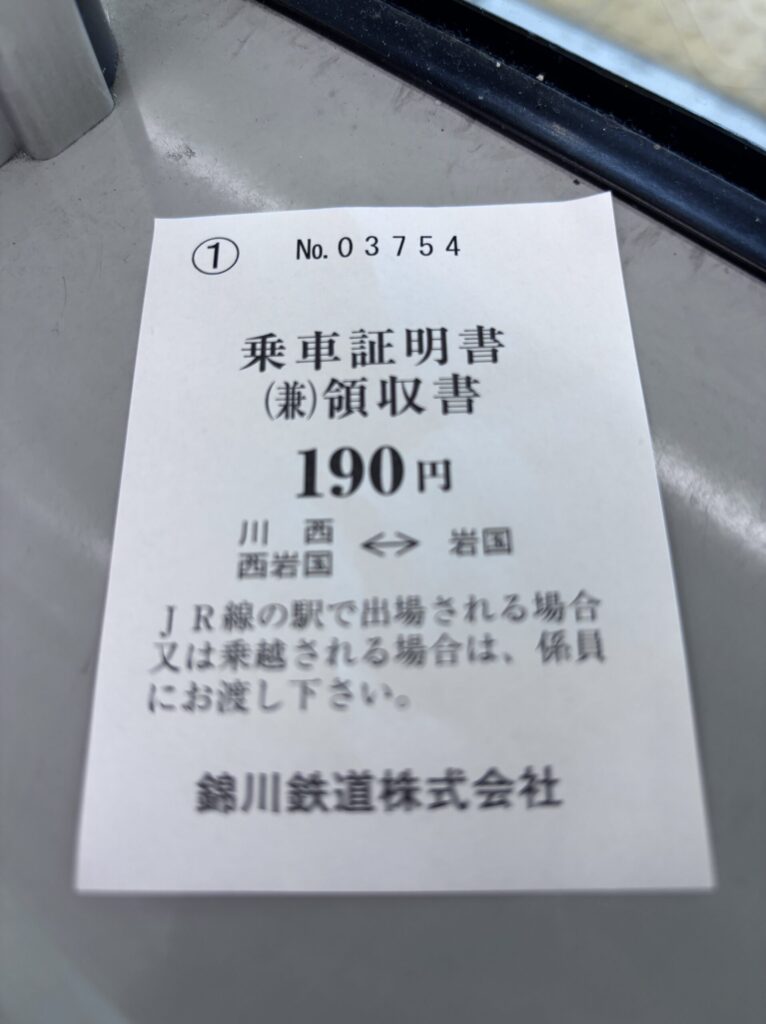 ① No.03754
乗車証明書
(兼)領収書
190円
川西
西岩国 ↔ 岩国
JR線の駅で出場される場合
又は乗越される場合は、係員
にお渡し下さい。
錦川鉄道株式会社